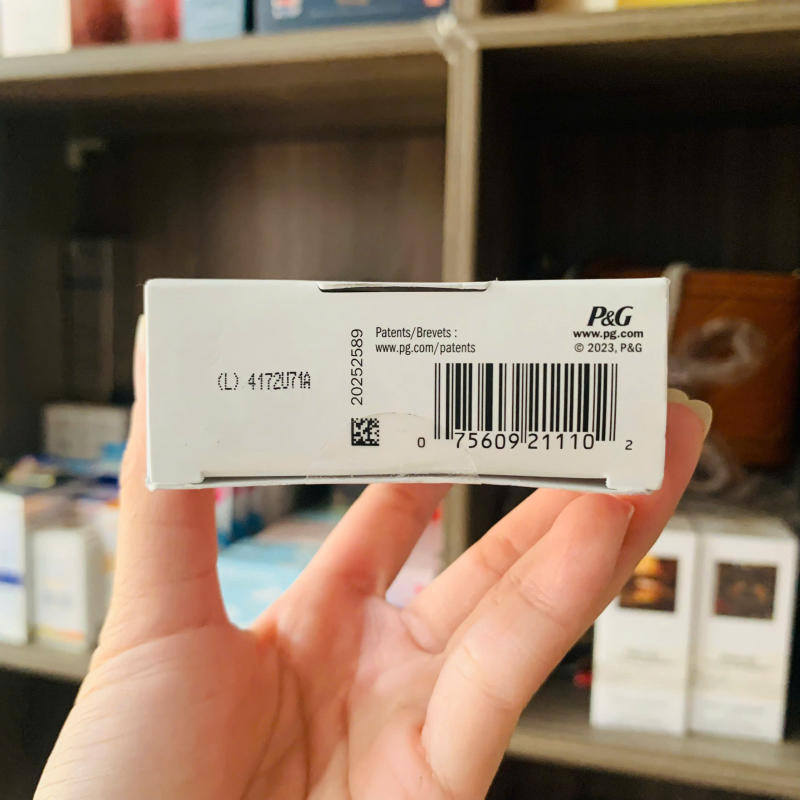 (L) 4172U71A
20252589
Patents/Brevets :
www.pg.com/patents
P&G
www.pg.com
© 2023, P&G
0 75609 21110 2